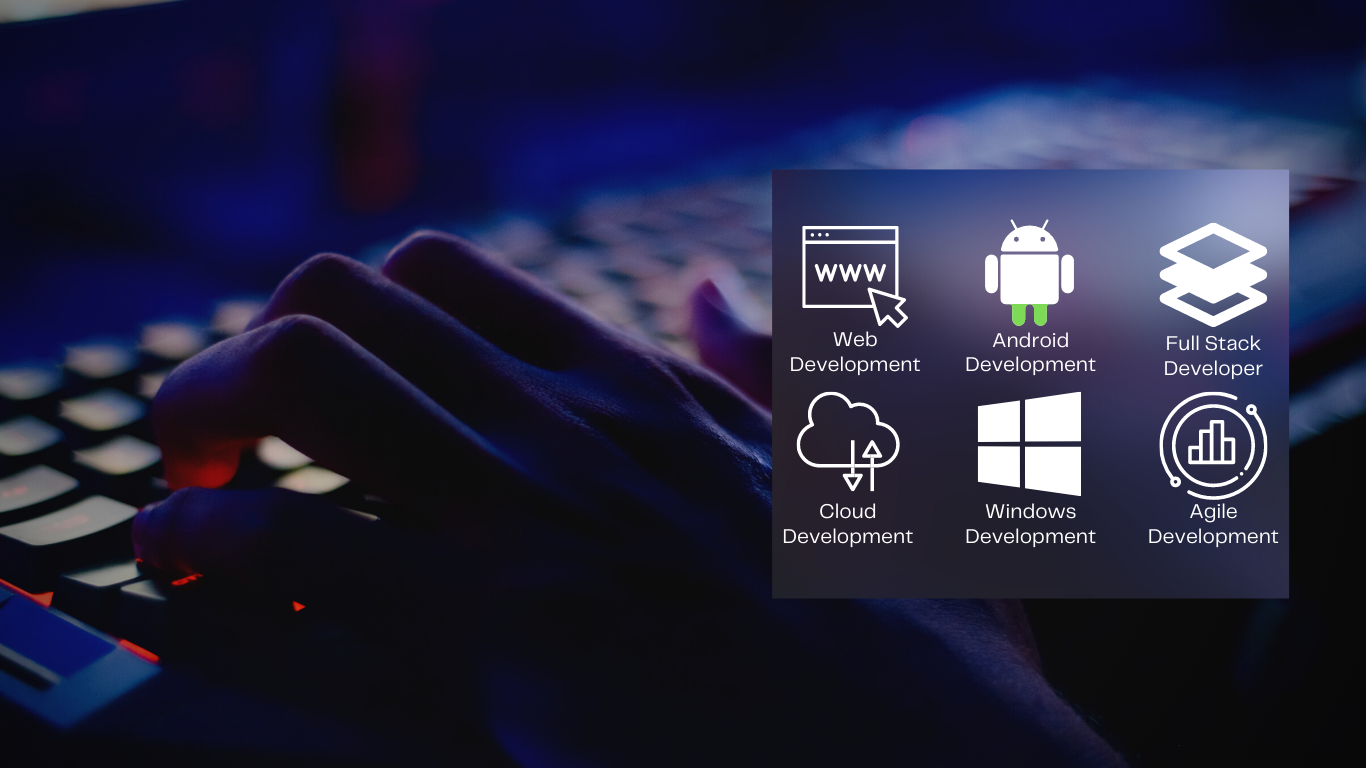 WWW
Web
Development
Android
Development
Full Stack
Developer
Cloud
Development
Windows
Development
Agile
Development